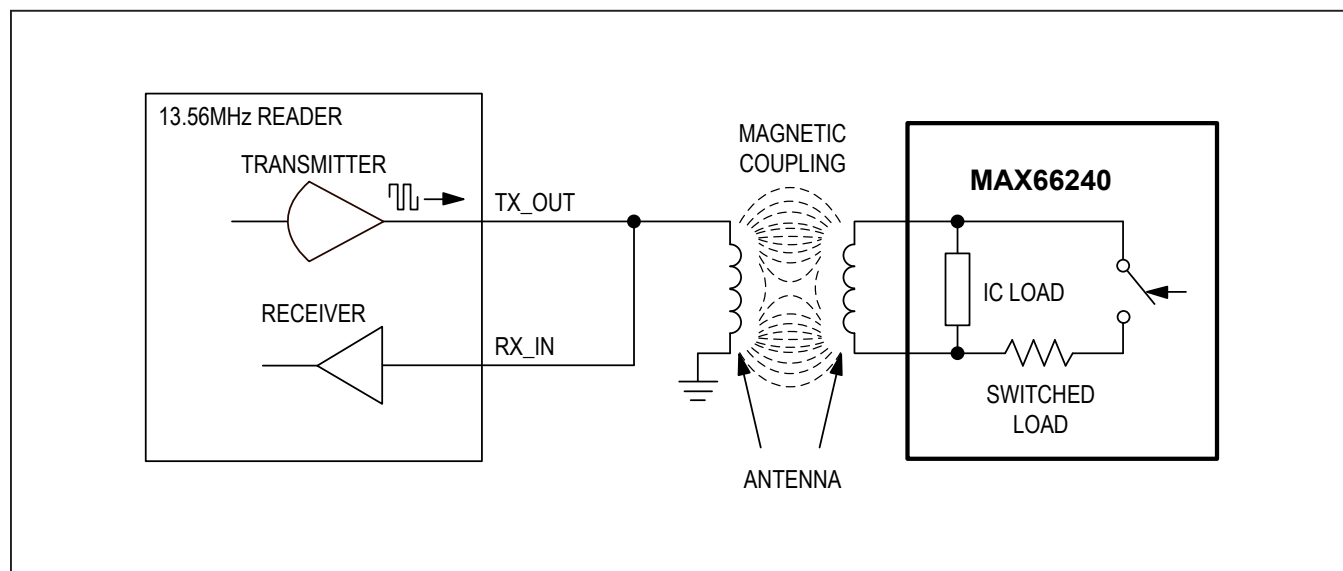 13.56MHz READER
TRANSMITTER
TX_OUT
RECEIVER
RX_IN
MAGNETIC
COUPLING
ANTENNA
MAX66240
IC LOAD
SWITCHED
LOAD